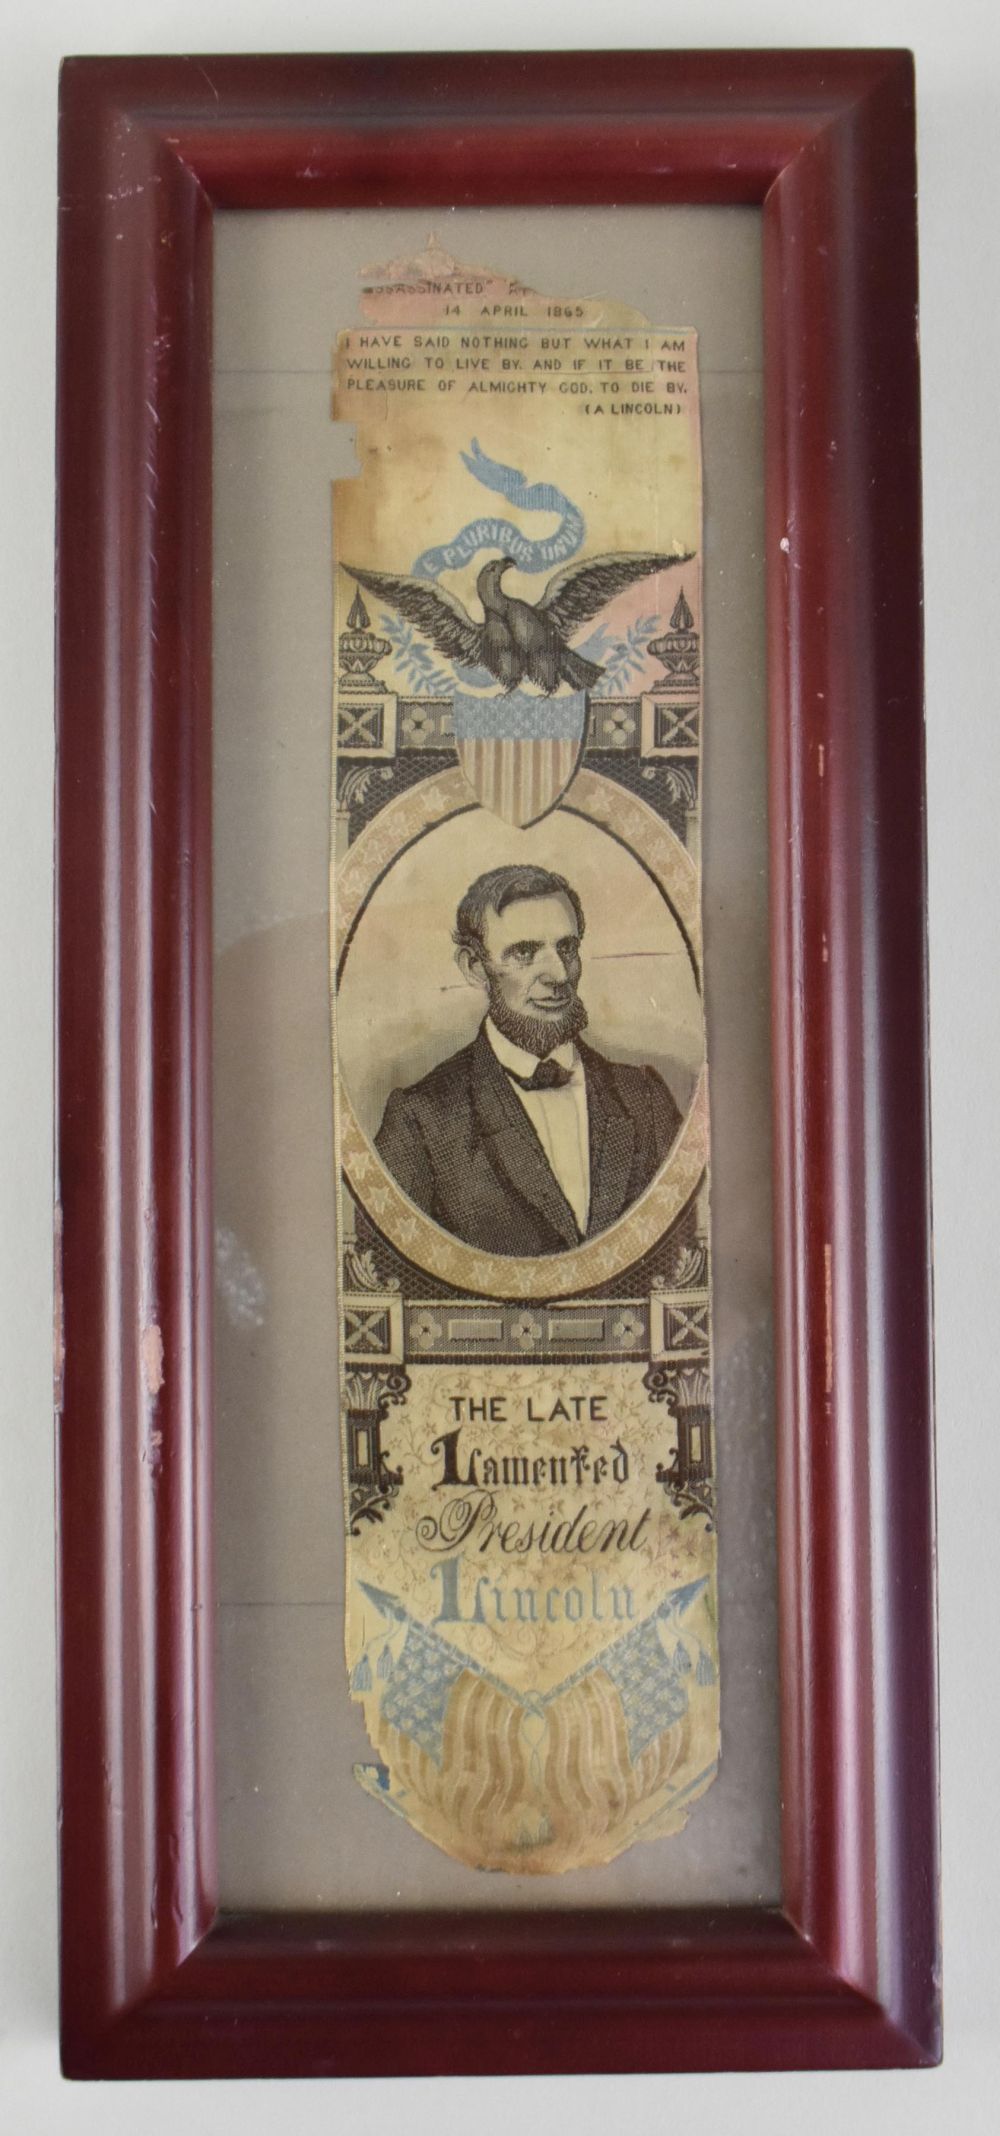 ASSASSINATED
14 APRIL 1865
I HAVE SAID NOTHING BUT WHAT I AM
WILLING TO LIVE BY. AND IF IT BE THE
PLEASURE OF ALMIGHTY GOD. TO DIE BY.
(A LINCOLN)
E PLURIBUS UNUM
THE LATE
Lamented
President
Lincoln